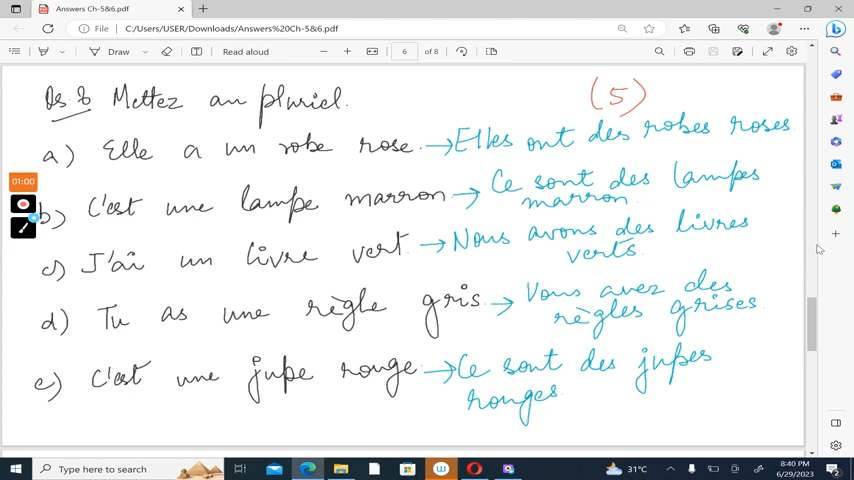 Answers Ch-5&6.pdf
File C:/Users/USER/Downloads/Answers%20Ch-5&6.pdf
Draw Read aloud 6 of 8
Qs. 6 Mettez au pluriel. (5)
a) Elle a un robe rose. → Elles ont des robes roses.
b) C'est une lampe marron → Ce sont des lampes
marron.
c) J'ai un livre vert. → Nous avons des livres
verts.
d) Tu as une règle gris. → Vous avez des
règles grises.
e) C'est une jupe rouge. → Ce sont des jupes
rouges.
01:00
Type here to search 31°C 8:40 PM
6/29/2023 2